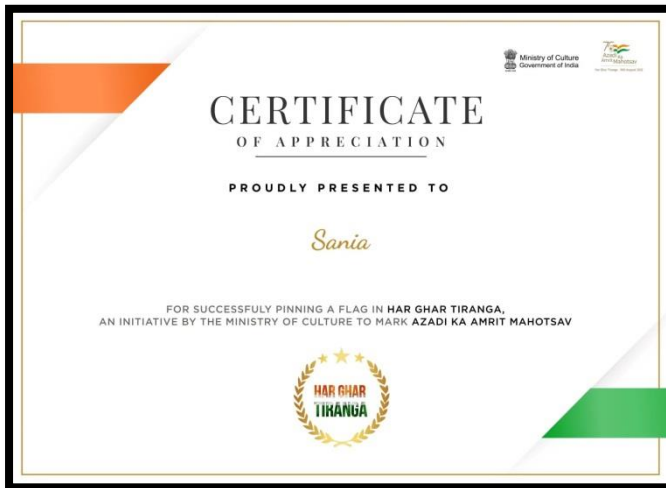 Ministry of Culture
Government of India
Azadi Ka
Amrit Mahotsav
CERTIFICATE
OF APPRECIATION
PROUDLY PRESENTED TO
Sania
FOR SUCCESSFULY PINNING A FLAG IN HAR GHAR TIRANGA,
AN INITIATIVE BY THE MINISTRY OF CULTURE TO MARK AZADI KA AMRIT MAHOTSAV
HAR GHAR
TIRANGA